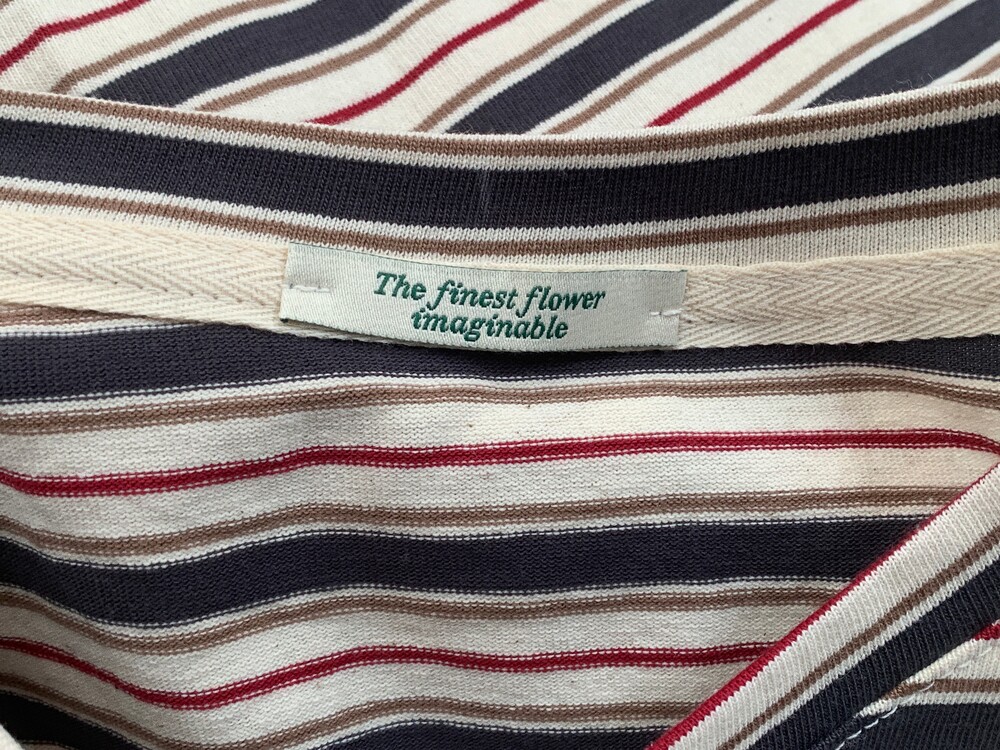 The finest flower
imaginable